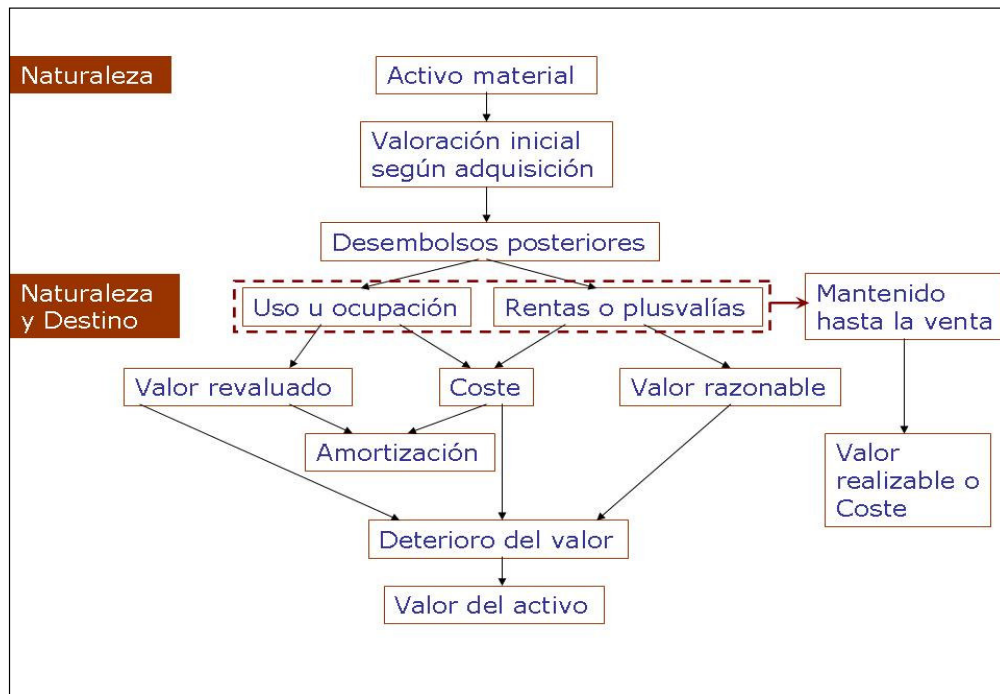 Naturaleza
Activo material
Valoración inicial
según adquisición
Desembolsos posteriores
Naturaleza
y Destino
Uso u ocupación
Rentas o plusvalías
Mantenido
hasta la venta
Valor revaluado
Coste
Valor razonable
Amortización
Valor
realizable o
Coste
Deterioro del valor
Valor del activo